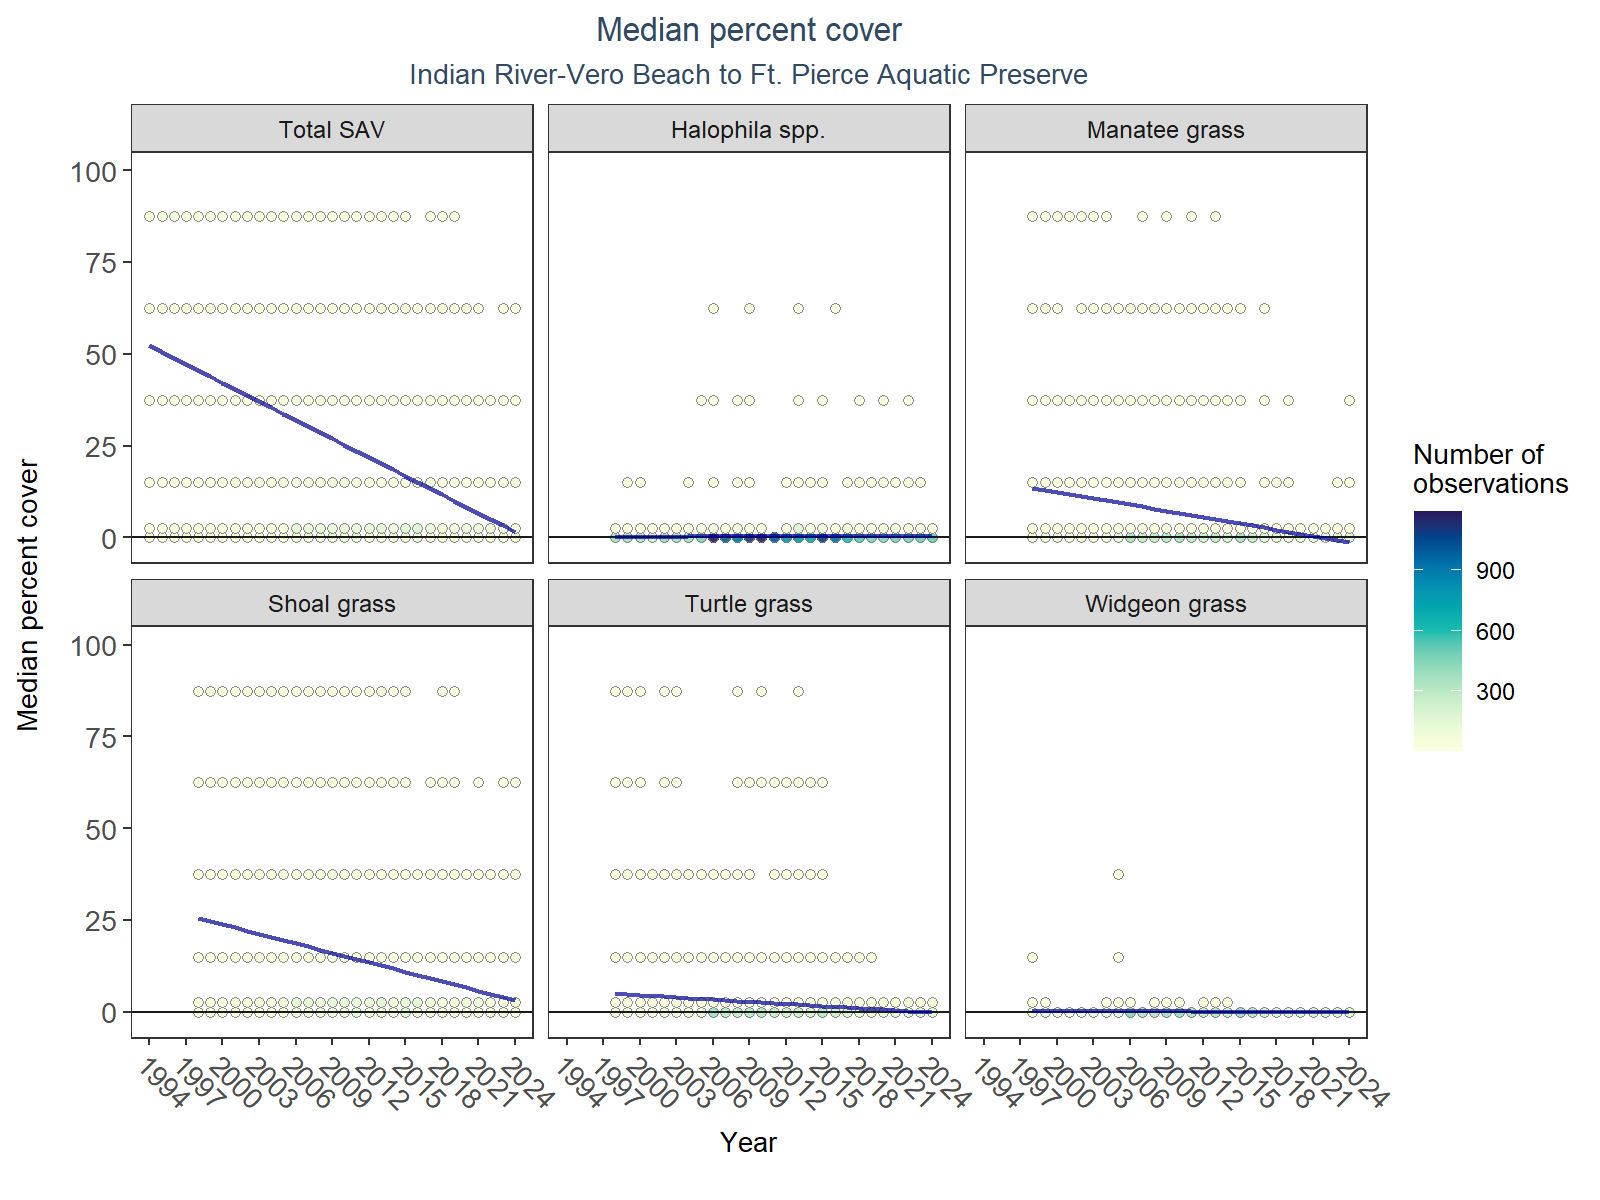 Median percent cover
Indian River-Vero Beach to Ft. Pierce Aquatic Preserve
Total SAV
Halophila spp.
Manatee grass
100
75
50
25
0
Shoal grass
Turtle grass
Widgeon grass
100
75
50
25
0
Median percent cover
1994 1997 2000 2003 2006 2009 2012 2015 2018 2021 2024
1994 1997 2000 2003 2006 2009 2012 2015 2018 2021 2024
1994 1997 2000 2003 2006 2009 2012 2015 2018 2021 2024
Year
Number of
observations
900
600
300